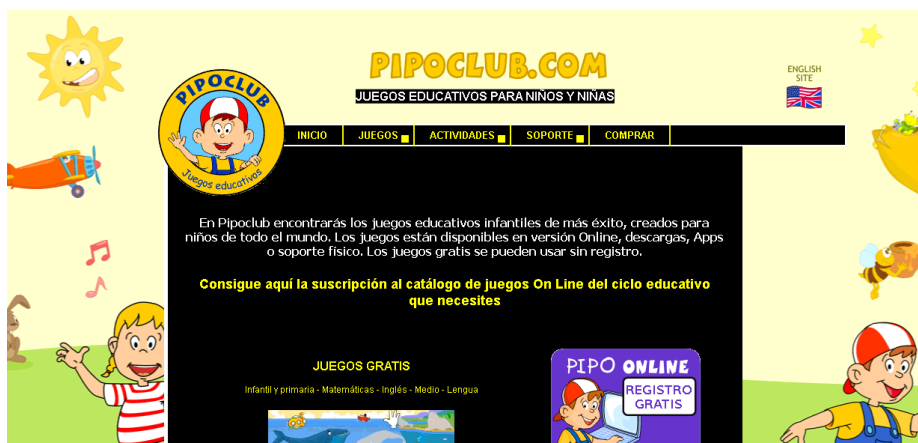 PIPOCLUB.COM
JUEGOS EDUCATIVOS PARA NIÑOS Y NIÑAS
ENGLISH
SITE
PIPOCLUB
Juegos educativos
INICIO JUEGOS ACTIVIDADES SOPORTE COMPRAR
En Pipoclub encontrarás los juegos educativos infantiles de más éxito, creados para
niños de todo el mundo. Los juegos están disponibles en versión Online, descargas, Apps
o soporte físico. Los juegos gratis se pueden usar sin registro.
Consigue aquí la suscripción al catálogo de juegos On Line del ciclo educativo
que necesites
JUEGOS GRATIS
Infantil y primaria - Matemáticas - Inglés - Medio - Lengua
PIPO ONLINE
REGISTRO
GRATIS